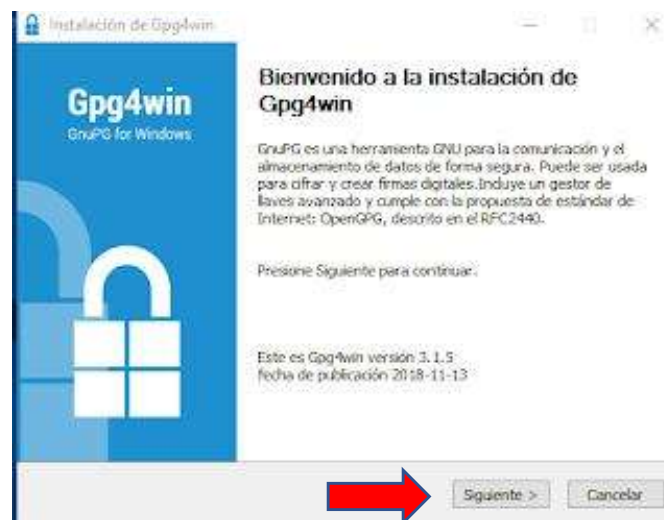 Instalación de Gpg4win
Gpg4win
GnuPG for Windows
Bienvenido a la instalación de
Gpg4win
GnuPG es una herramienta GNU para la comunicación y el
almacenamiento de datos de forma segura. Puede ser usada
para cifrar y crear firmas digitales.Incluye un gestor de
llaves avanzado y cumple con la propuesta de estándar de
Internet: OpenGPG, descrito en el RFC2440.
Presione Siguiente para continuar.
Este es Gpg4win versión 3.1.5
fecha de publicación 2018-11-13
Siguiente >
Cancelar